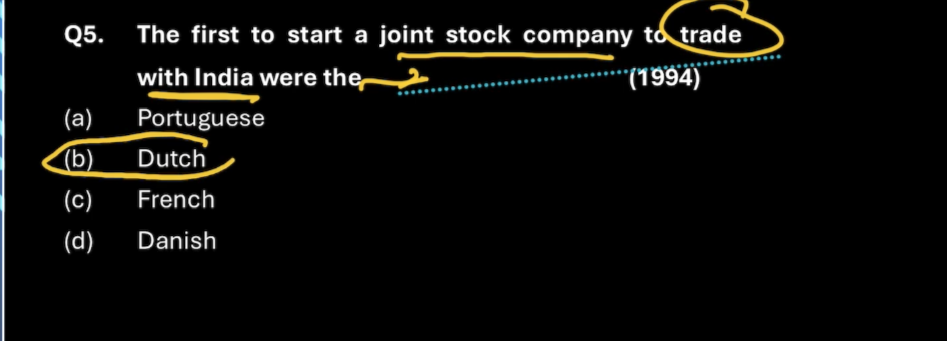 Q5. The first to start a joint stock company to trade
with India were the (1994)
(a) Portuguese
(b) Dutch
(c) French
(d) Danish